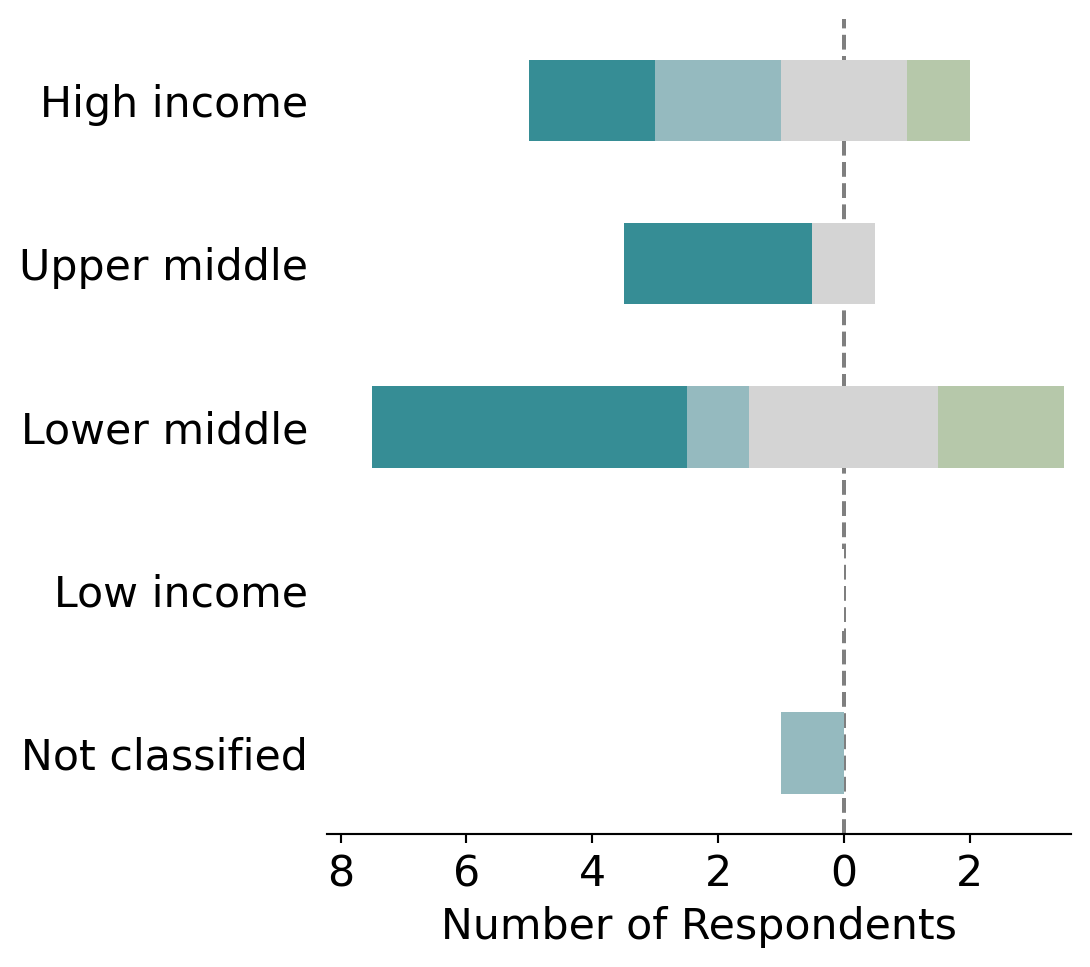 High income
Upper middle
Lower middle
Low income
Not classified
8 6 4 2 0 2
Number of Respondents